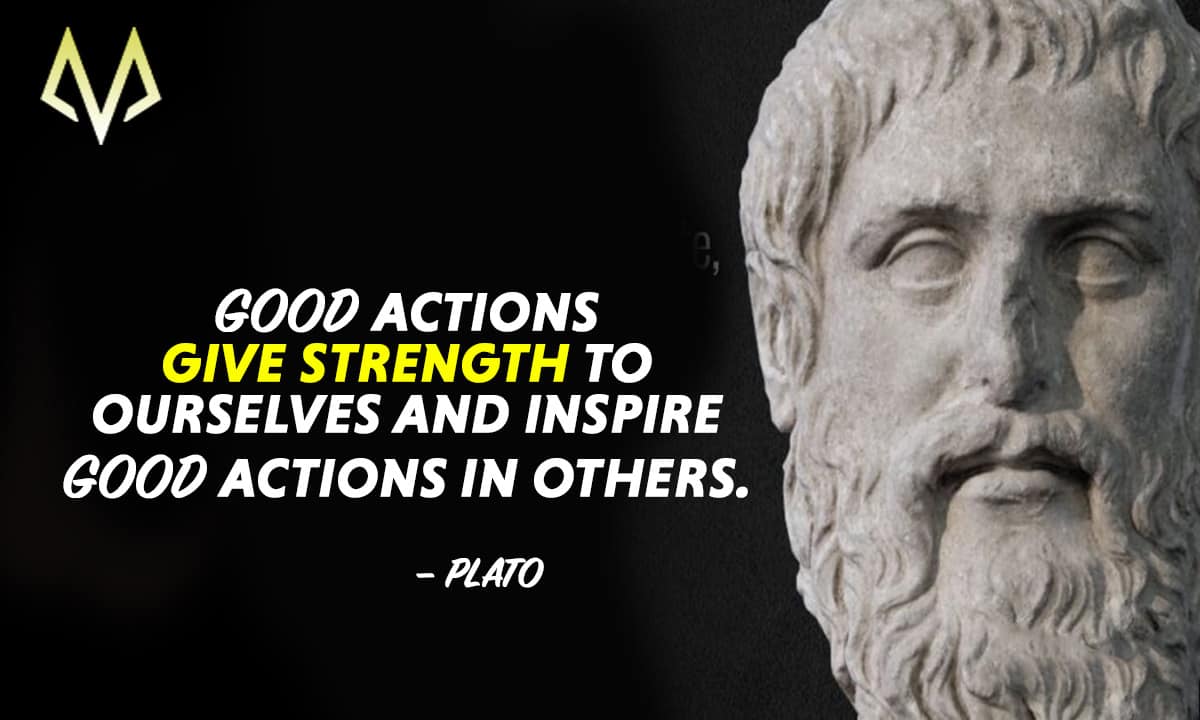 GOOD ACTIONS
GIVE STRENGTH TO
OURSELVES AND INSPIRE
GOOD ACTIONS IN OTHERS.
– PLATO
e,